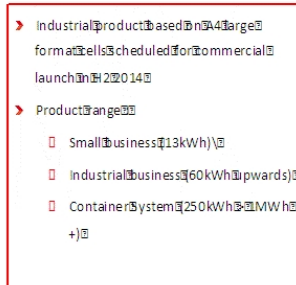 Industrial product based on A4 large
format cells scheduled for commercial
launch in H2 2014
Product range
Small business (13kWh)\
Industrial business (60kWh upwards)
Container System (250kWh - 1MWh
+)